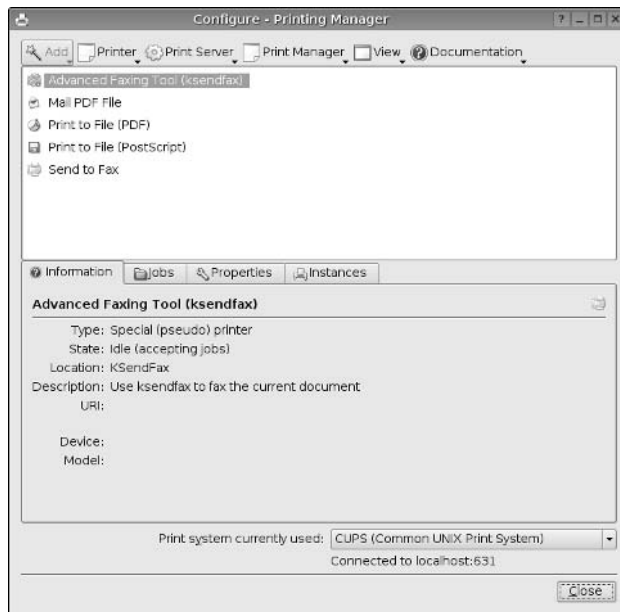 Configure - Printing Manager
Add Printer Print Server Print Manager View Documentation
Advanced Faxing Tool (ksendfax)
Mail PDF File
Print to File (PDF)
Print to File (PostScript)
Send to Fax
Information Jobs Properties Instances
Advanced Faxing Tool (ksendfax)
Type: Special (pseudo) printer
State: Idle (accepting jobs)
Location: KSendFax
Description: Use ksendfax to fax the current document
URI:
Device:
Model:
Print system currently used: CUPS (Common UNIX Print System)
Connected to localhost:631
Close